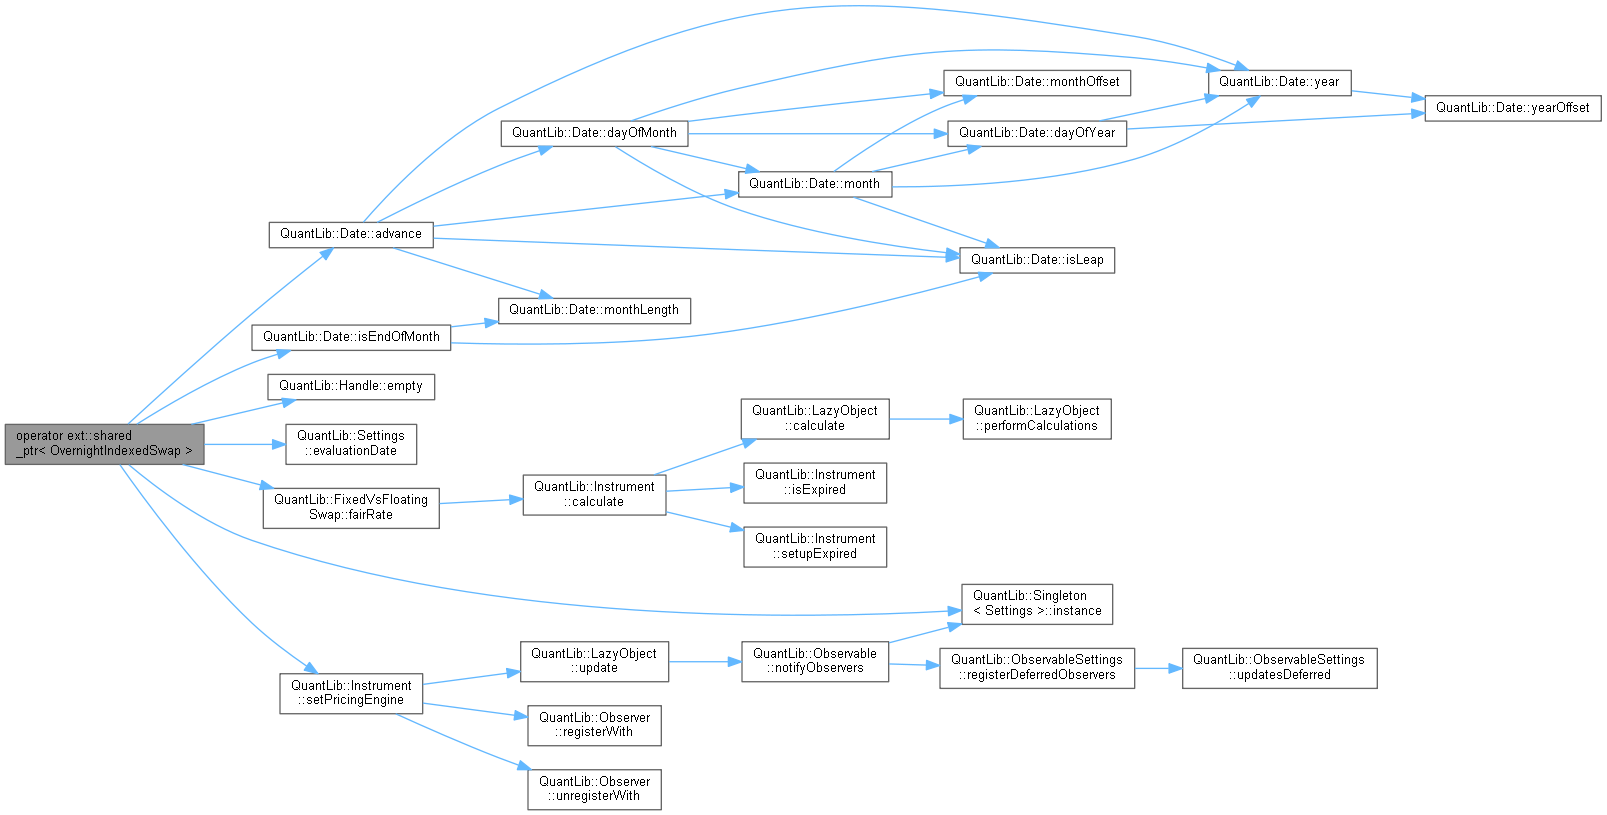 QuantLib::Date::year
QuantLib::Date::monthOffset
QuantLib::Date::yearOffset
QuantLib::Date::dayOfMonth
QuantLib::Date::dayOfYear
QuantLib::Date::month
QuantLib::Date::advance
QuantLib::Date::isLeap
QuantLib::Date::monthLength
QuantLib::Date::isEndOfMonth
QuantLib::Handle::empty
operator ext::shared
_ptr< OvernightIndexedSwap >
QuantLib::Settings
::evaluationDate
QuantLib::LazyObject
::calculate
QuantLib::LazyObject
::performCalculations
QuantLib::FixedVsFloating
Swap::fairRate
QuantLib::Instrument
::calculate
QuantLib::Instrument
::isExpired
QuantLib::Instrument
::setupExpired
QuantLib::Singleton
< Settings >::instance
QuantLib::Instrument
::setPricingEngine
QuantLib::LazyObject
::update
QuantLib::Observable
::notifyObservers
QuantLib::ObservableSettings
::registerDeferredObservers
QuantLib::ObservableSettings
::updatesDeferred
QuantLib::Observer
::registerWith
QuantLib::Observer
::unregisterWith